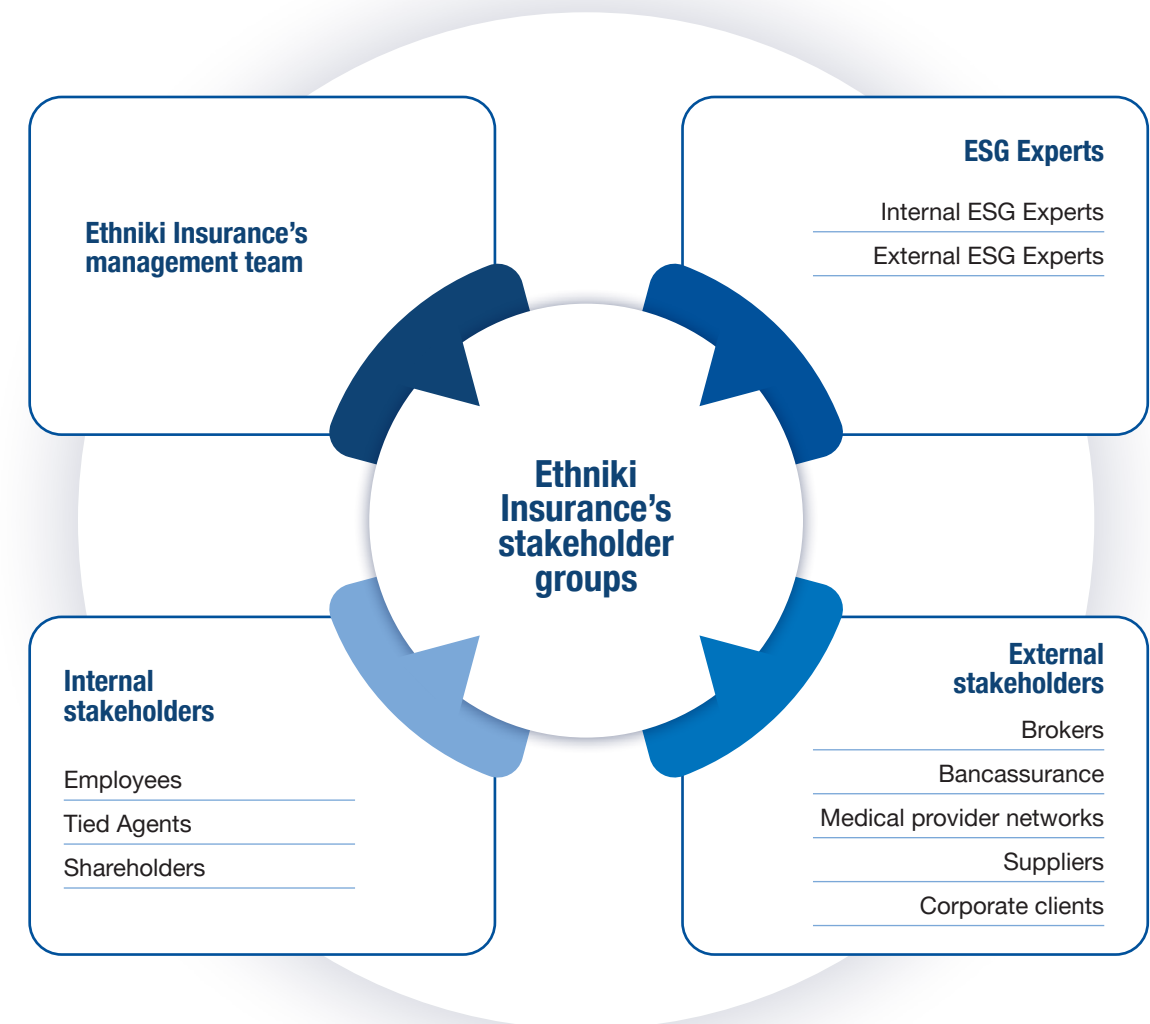 Ethniki Insurance’s
management team
ESG Experts
Internal ESG Experts
External ESG Experts
Ethniki
Insurance’s
stakeholder
groups
Internal
stakeholders
Employees
Tied Agents
Shareholders
External
stakeholders
Brokers
Bancassurance
Medical provider networks
Suppliers
Corporate clients